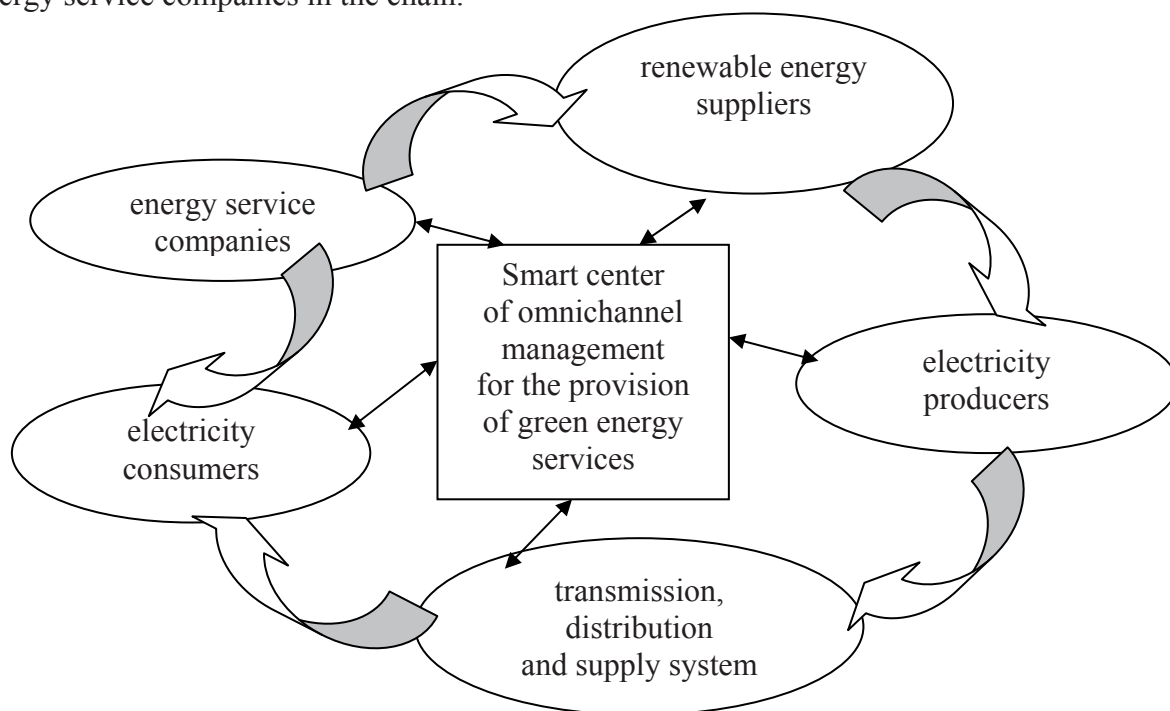 service companies in the chain.
renewable energy
suppliers
energy service
companies
Smart center
of omnichannel
management
for the provision
of green energy
services
electricity
producers
electricity
consumers
transmission,
distribution
and supply system